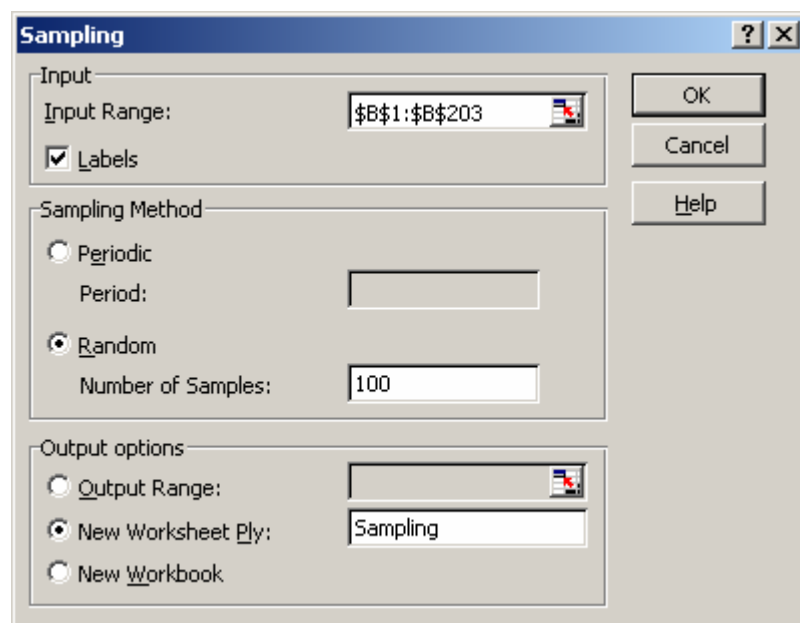 Sampling
Input
Input Range: $B$1:$B$203
Labels
OK
Cancel
Help
Sampling Method
Periodic
Period:
Random
Number of Samples: 100
Output options
Output Range:
New Worksheet Ply: Sampling
New Workbook